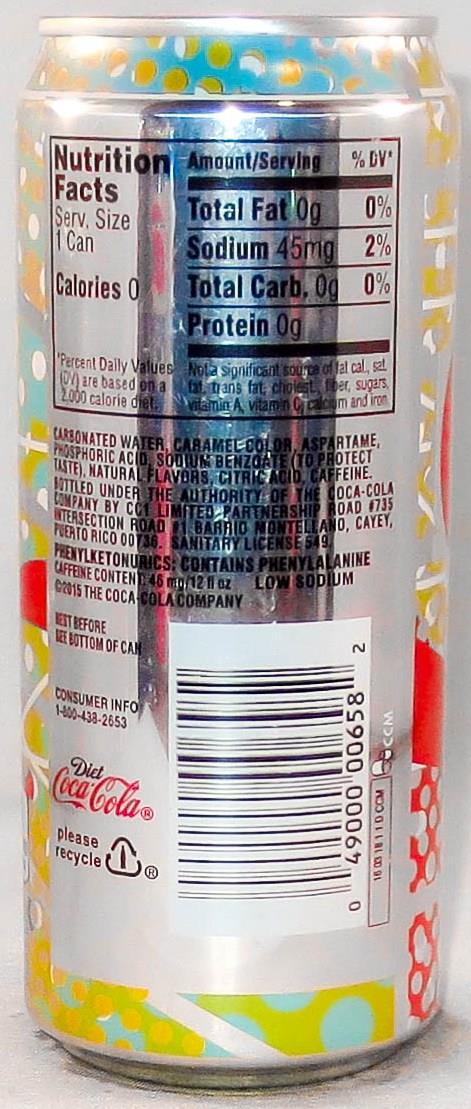 Nutrition Facts
Serv. Size
1 Can
Calories 0
*Percent Daily Values
(DV) are based on a
2,000 calorie diet.
Amount/Serving % DV*
Total Fat 0g 0%
Sodium 45mg 2%
Total Carb. 0g 0%
Protein 0g
Not a significant source of fat cal., sat.
fat, trans fat, cholest., fiber, sugars,
vitamin A, vitamin C, calcium and iron.
CARBONATED WATER, CARAMEL COLOR, ASPARTAME,
PHOSPHORIC ACID, SODIUM BENZOATE (TO PROTECT
TASTE), NATURAL FLAVORS, CITRIC ACID, CAFFEINE.
BOTTLED UNDER THE AUTHORITY OF THE COCA-COLA
COMPANY BY CC1 LIMITED PARTNERSHIP ROAD #735
INTERSECTION ROAD #1 BARRIO MONTELLANO, CAYEY,
PUERTO RICO 00736. SANITARY LICENSE 549.
PHENYLKETONURICS: CONTAINS PHENYLALANINE
CAFFEINE CONTENT: 46 mg/12 fl oz LOW SODIUM
©2015 THE COCA-COLA COMPANY
BEST BEFORE
SEE BOTTOM OF CAN
CONSUMER INFO
1-800-438-2653
Diet
Coca-Cola®
please
recycle ®
0 49000 00658 2